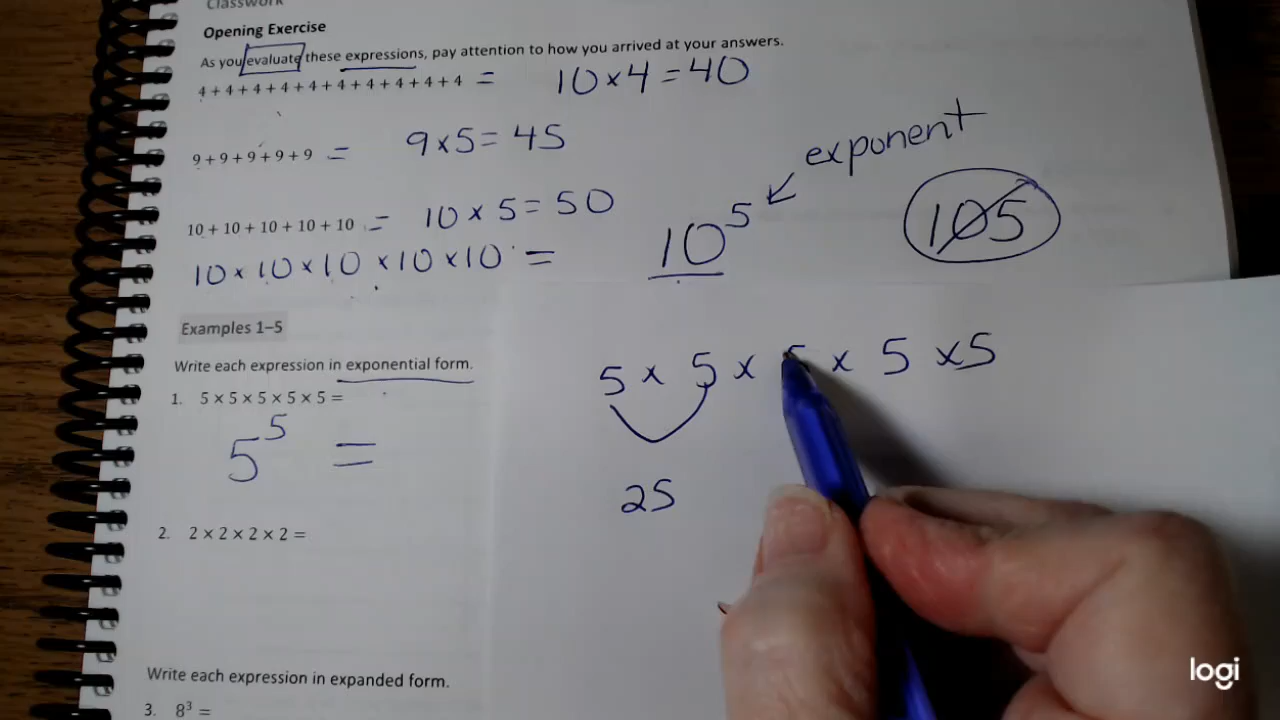 Classwork
Opening Exercise
As you evaluate these expressions, pay attention to how you arrived at your answers.
4 + 4 + 4 + 4 + 4 + 4 + 4 + 4 + 4 + 4 = 10 × 4 = 40
9 + 9 + 9 + 9 + 9 = 9 × 5 = 45
exponent
10 + 10 + 10 + 10 + 10 = 10 × 5 = 50
10⁵
105
10 × 10 × 10 × 10 × 10 =
Examples 1–5
Write each expression in exponential form.
1. 5 × 5 × 5 × 5 × 5 =
5⁵ =
5 × 5 × 5 × 5 × 5
25
2. 2 × 2 × 2 × 2 =
Write each expression in expanded form.
3. 8³ =
logi